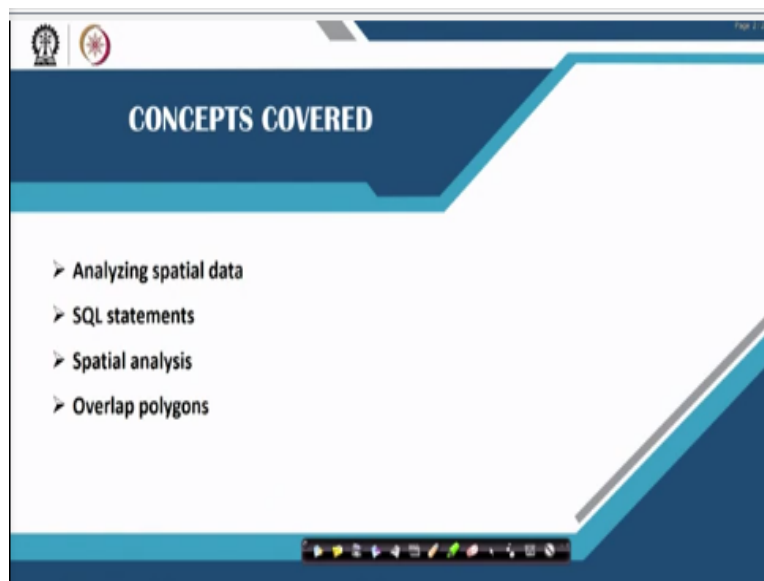 CONCEPTS COVERED
➤ Analyzing spatial data
➤ SQL statements
➤ Spatial analysis
➤ Overlap polygons